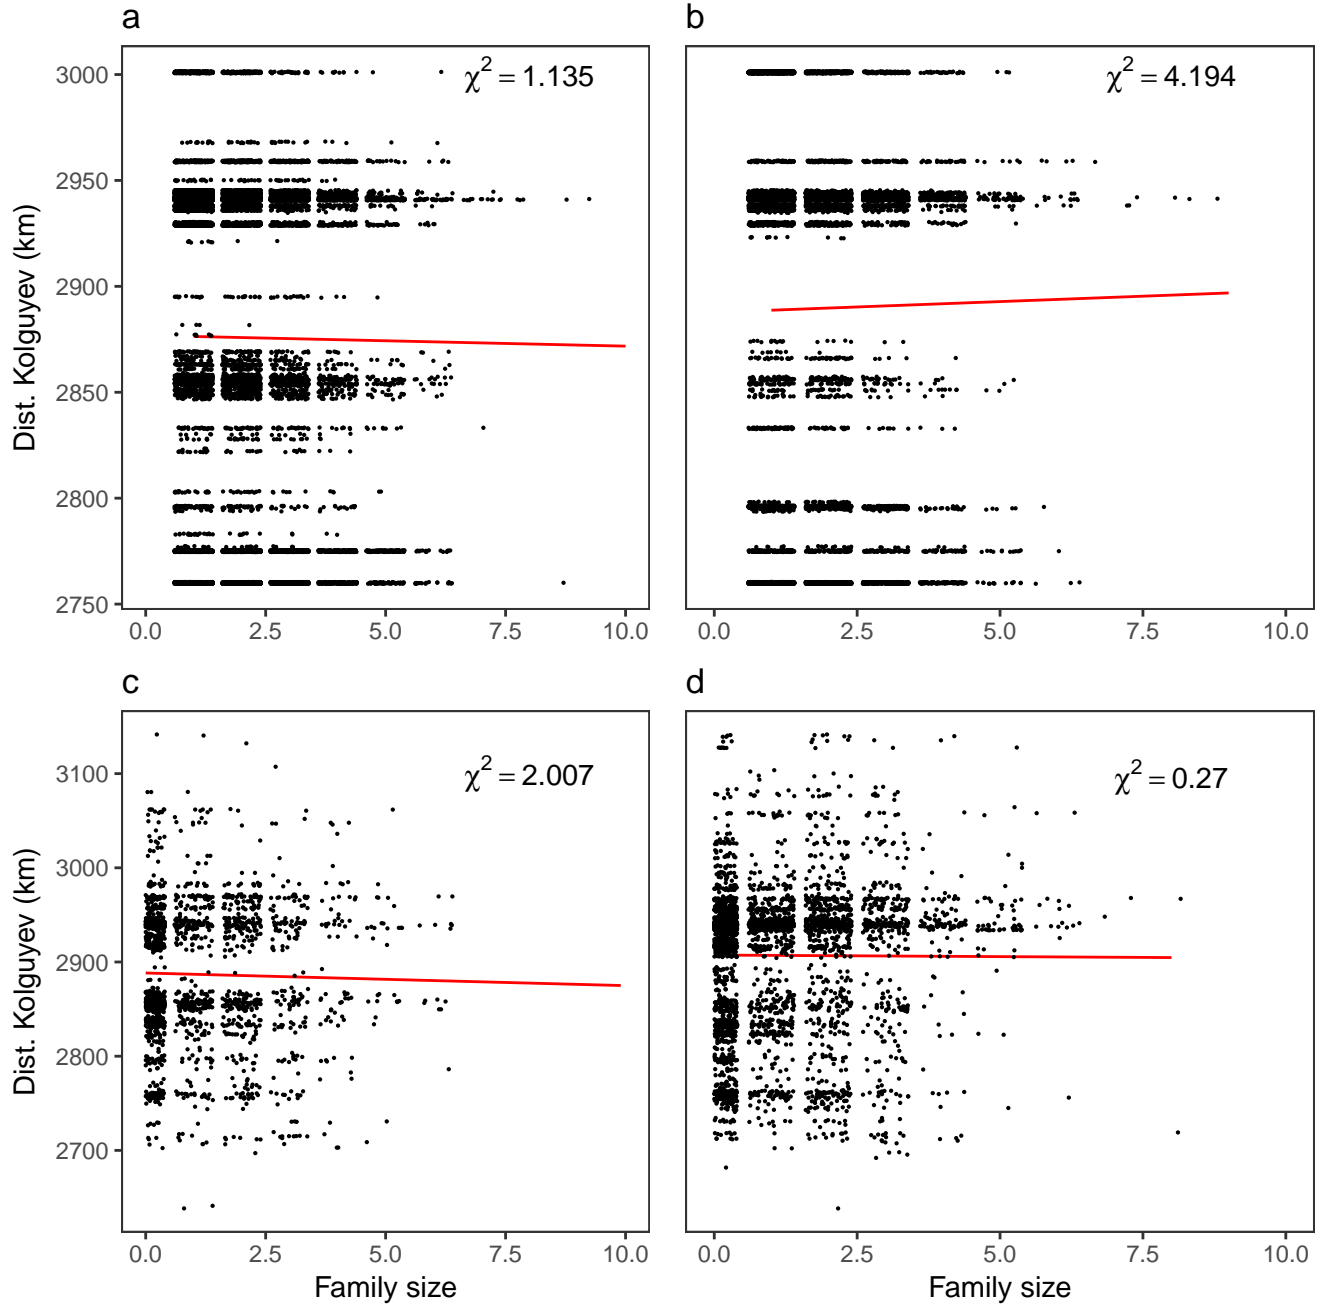 a
b
3000
2950
2900
2850
2800
2750
Dist. Kolguyev (km)
χ² = 1.135
χ² = 4.194
0.0 2.5 5.0 7.5 10.0
0.0 2.5 5.0 7.5 10.0
c
d
3100
3000
2900
2800
2700
Dist. Kolguyev (km)
χ² = 2.007
χ² = 0.27
0.0 2.5 5.0 7.5 10.0
0.0 2.5 5.0 7.5 10.0
Family size
Family size